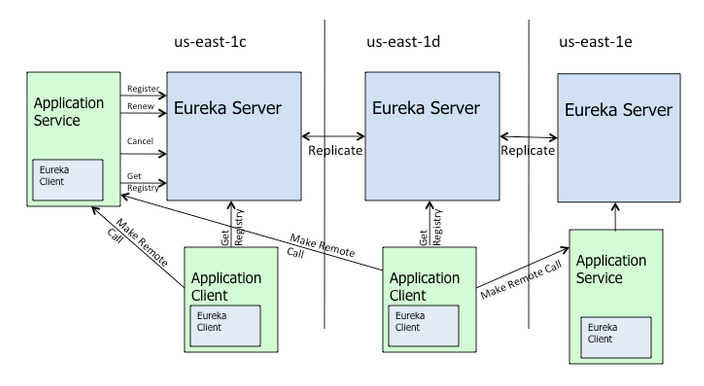 us-east-1c
us-east-1d
us-east-1e
Application
Service
Eureka
Client
Register
Renew
Cancel
Get
Registry
Eureka Server
Replicate
Eureka Server
Replicate
Eureka Server
Make Remote
Call
Get
Registry
Make Remote
Call
Get
Registry
Make Remote Call
Application
Client
Eureka
Client
Application
Client
Eureka
Client
Application
Service
Eureka
Client